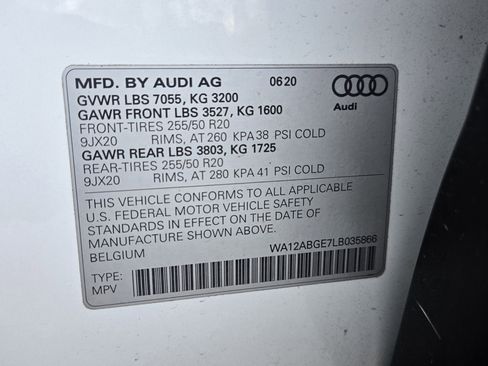 MFD. BY AUDI AG 06 20
GVWR LBS 7055, KG 3200
GAWR FRONT LBS 3527, KG 1600
FRONT-TIRES 255/50 R20
9JX20 RIMS, AT 260 KPA 38 PSI COLD
GAWR REAR LBS 3803, KG 1725
REAR-TIRES 255/50 R20
9JX20 RIMS, AT 280 KPA 41 PSI COLD
Audi
THIS VEHICLE CONFORMS TO ALL APPLICABLE
U.S. FEDERAL MOTOR VEHICLE SAFETY
STANDARDS IN EFFECT ON THE DATE OF
MANUFACTURE SHOWN ABOVE.
BELGIUM WA12ABGE7LB035866
TYPE:
MPV